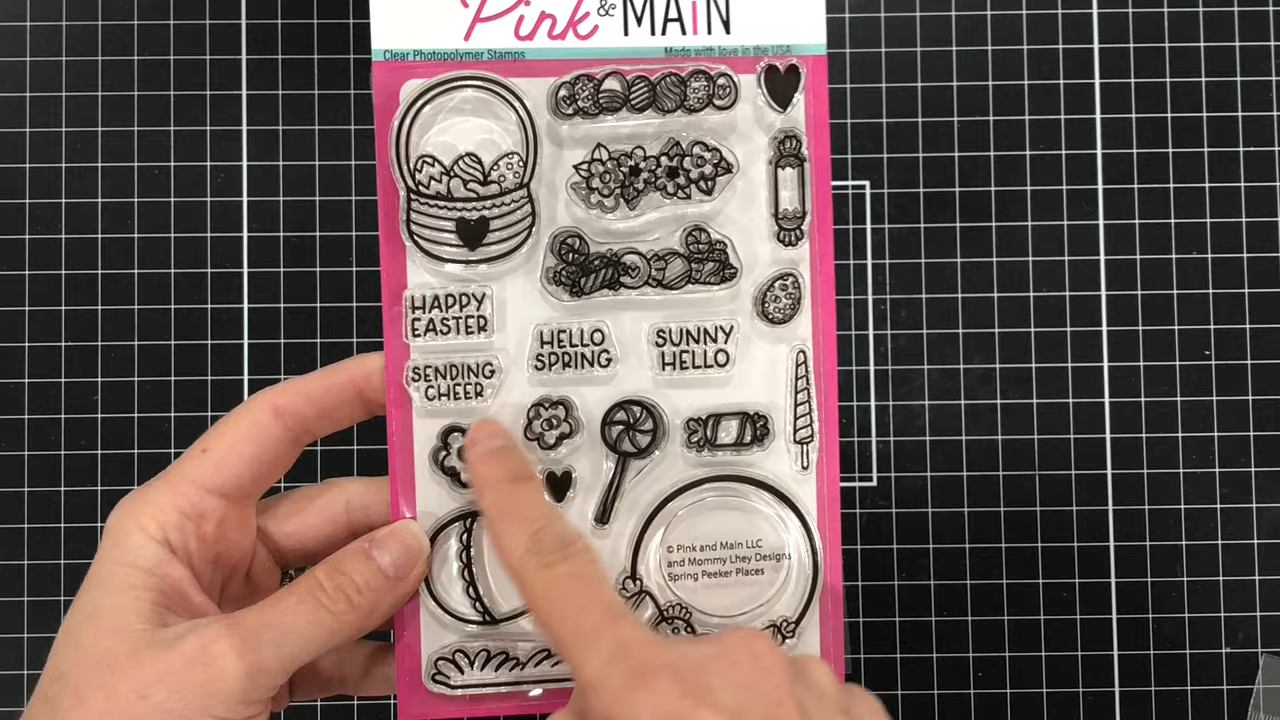 Pink & MAiN
Clear Photopolymer Stamps
Made with love in the USA
HAPPY
EASTER
HELLO
SPRING
SUNNY
HELLO
SENDING
CHEER
© Pink and Main LLC
and Mommy Lhey Designs
Spring Peeker Places